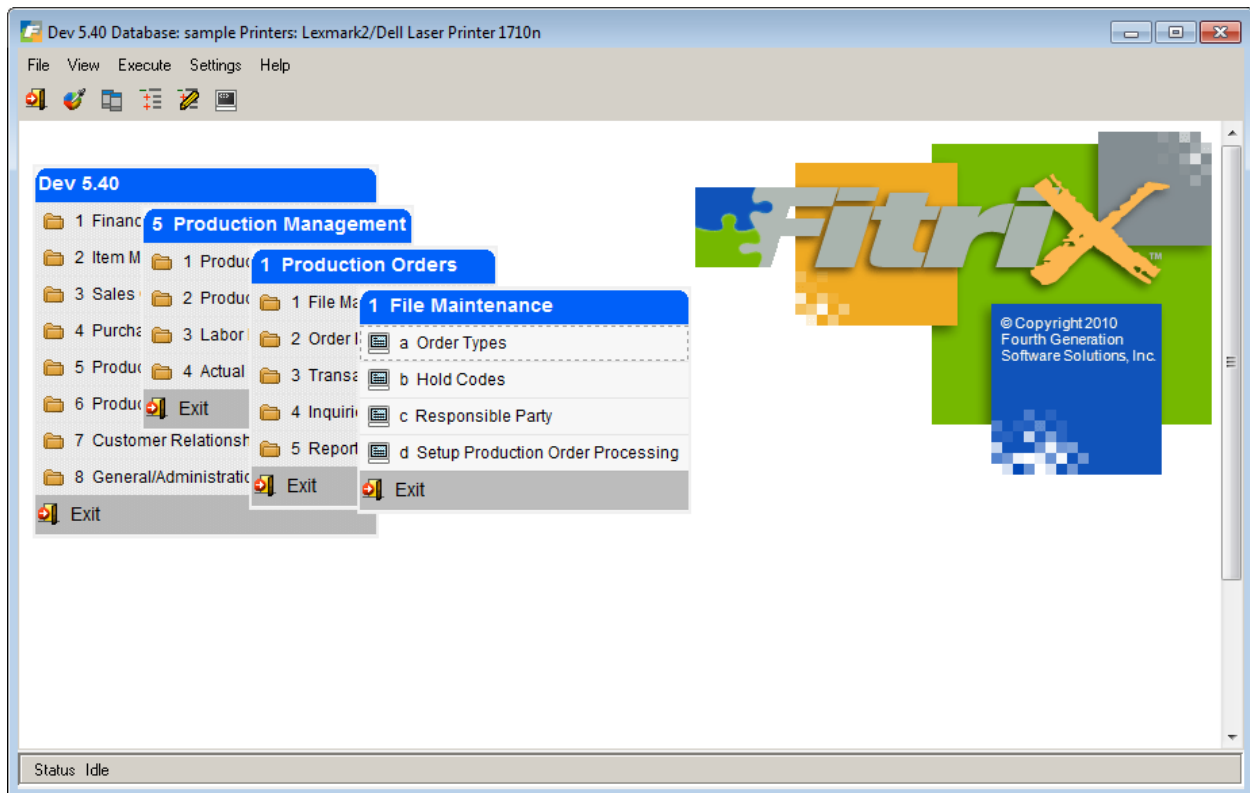 Dev 5.40 Database: sample Printers: Lexmark2/Dell Laser Printer 1710n
File View Execute Settings Help
Dev 5.40
1 Financ
2 Item M
3 Sales
4 Purcha
5 Produc
6 Produc
7 Customer Relationsh
8 General/Administratic
Exit
5 Production Management
1 Produc
2 Produc
3 Labor
4 Actual
Exit
1 Production Orders
1 File Ma
2 Order
3 Transa
4 Inquiri
5 Report
Exit
1 File Maintenance
a Order Types
b Hold Codes
c Responsible Party
d Setup Production Order Processing
Exit
FitriX™
© Copyright 2010
Fourth Generation
Software Solutions, Inc.
Status Idle